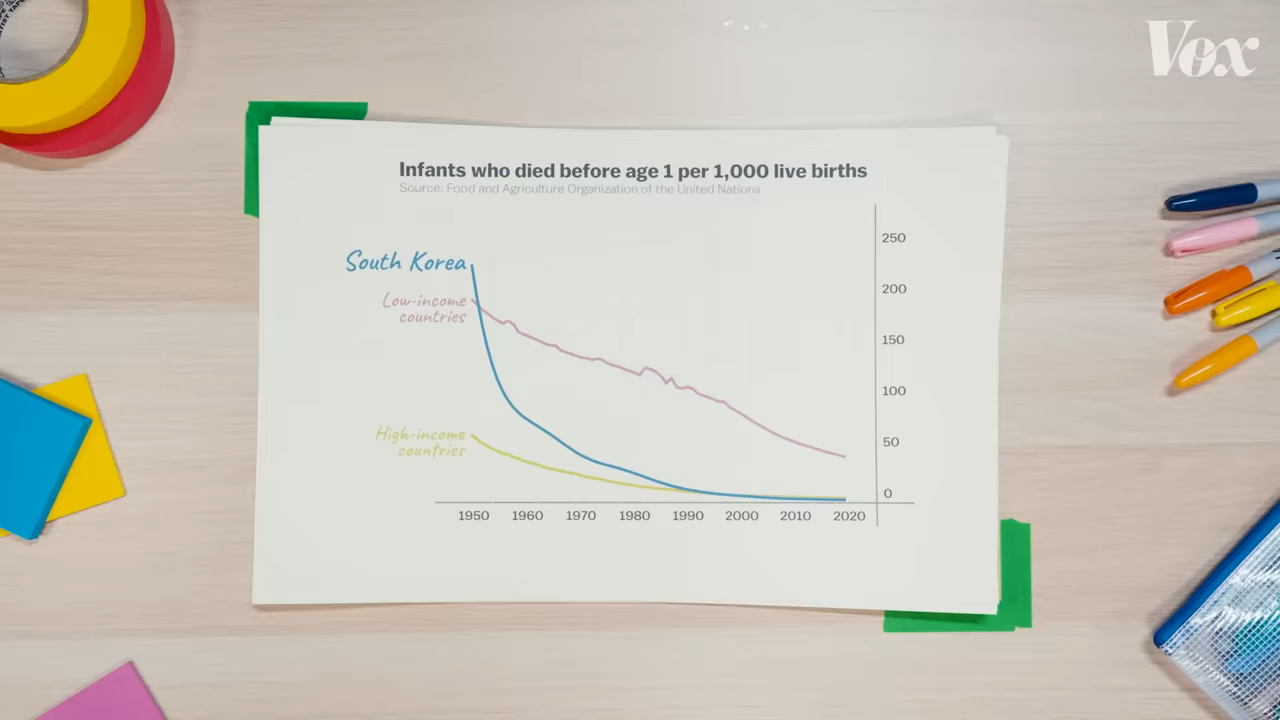 Vox
Infants who died before age 1 per 1,000 live births
Source: Food and Agriculture Organization of the United Nations
250
South Korea
200
Low-income
countries
150
100
High-income
countries
50
0
1950 1960 1970 1980 1990 2000 2010 2020